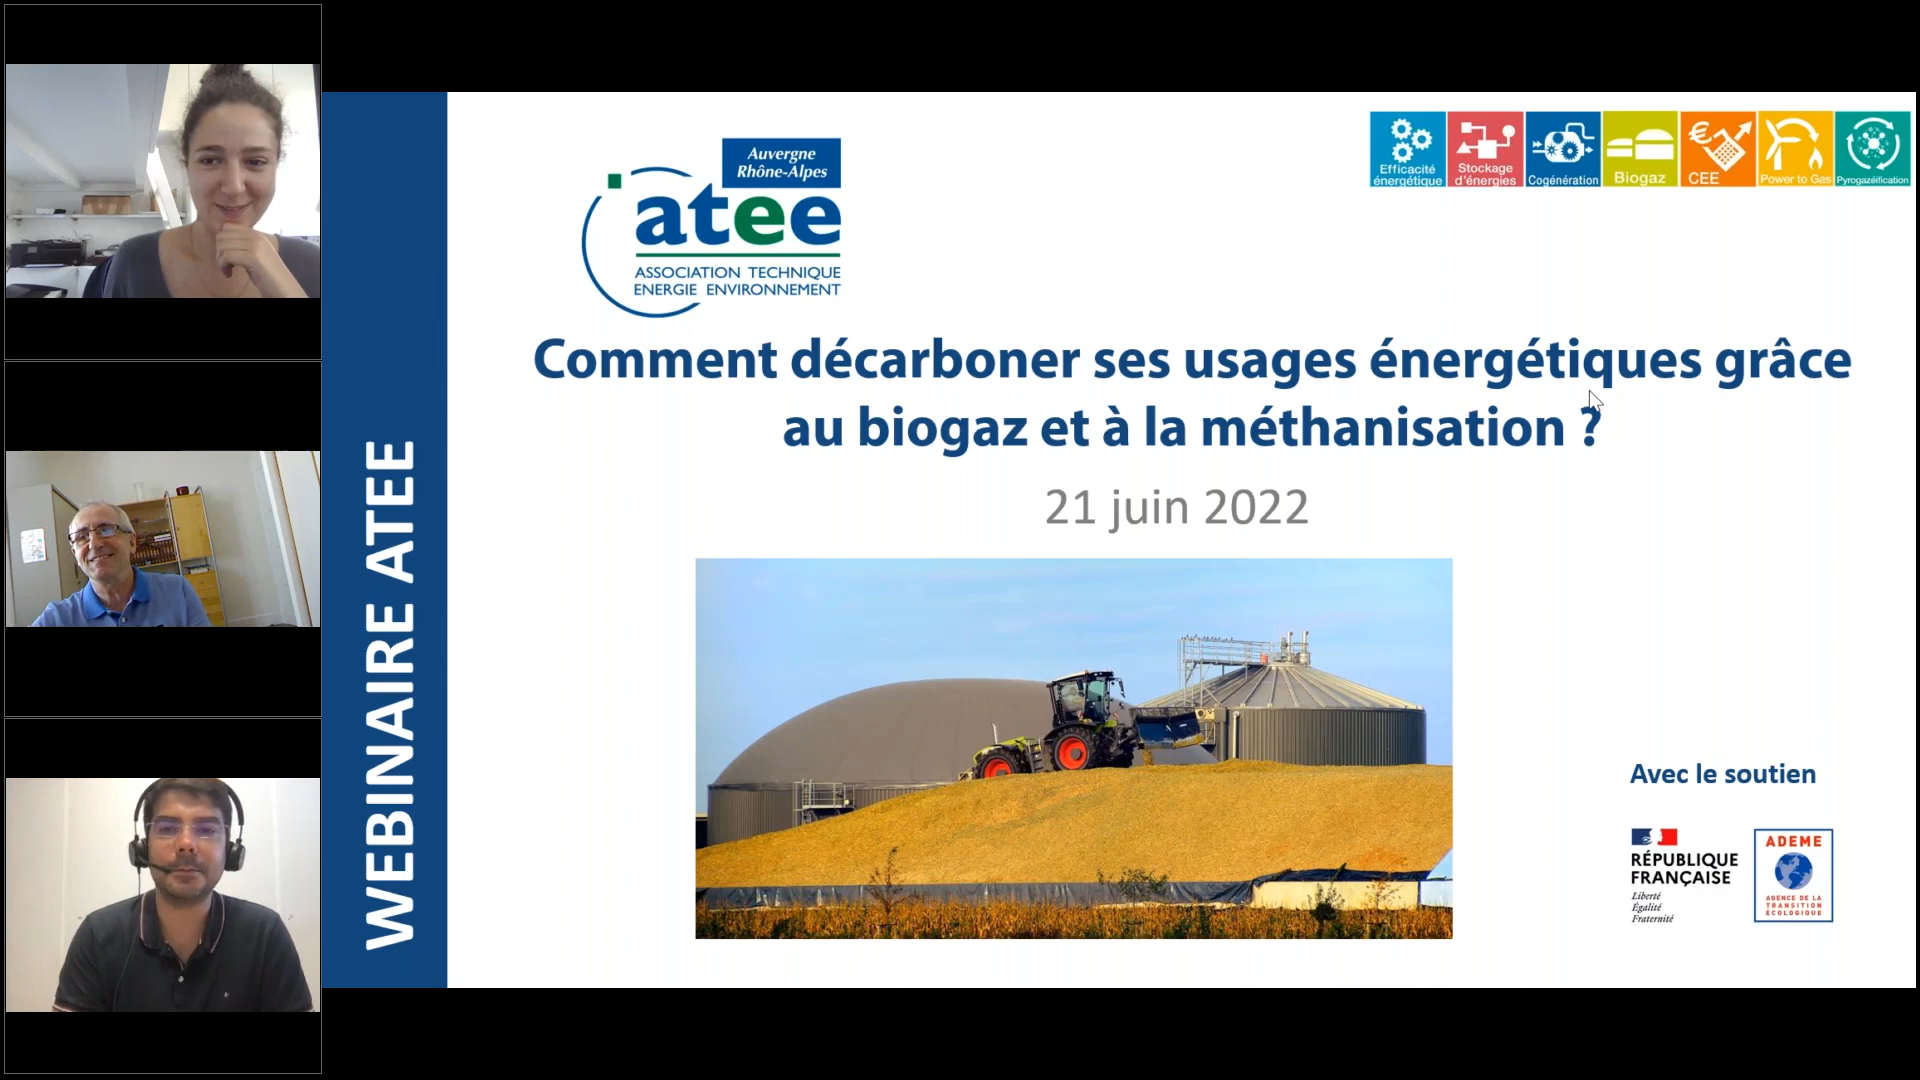 WEBINAIRE ATEE
Auvergne
Rhône-Alpes
atee
ASSOCIATION TECHNIQUE
ENERGIE ENVIRONNEMENT
Efficacité
énergétique
Stockage
d'énergies
Cogénération
Biogaz
CEE
Power to Gas
Pyrogazéification
Comment décarboner ses usages énergétiques grâce
au biogaz et à la méthanisation ?
21 juin 2022
Avec le soutien
RÉPUBLIQUE
FRANÇAISE
Liberté
Égalité
Fraternité
ADEME
AGENCE DE LA
TRANSITION
ÉCOLOGIQUE